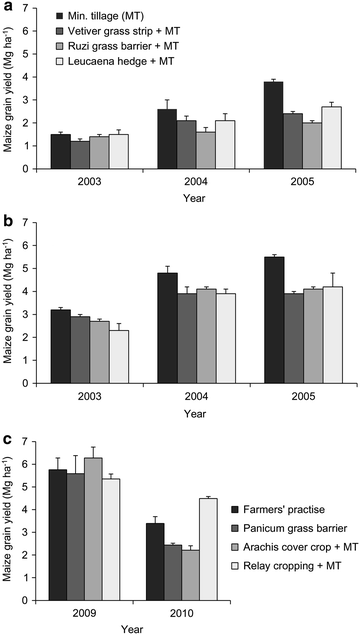 a
Min. tillage (MT)
Vetiver grass strip + MT
Ruzi grass barrier + MT
Leucaena hedge + MT
Maize grain yield (Mg ha⁻¹)
7
6
5
4
3
2
1
0
2003 2004 2005
Year
b
Maize grain yield (Mg ha⁻¹)
7
6
5
4
3
2
1
0
2003 2004 2005
Year
c
Maize grain yield (Mg ha⁻¹)
7
6
5
4
3
2
1
0
2009 2010
Year
Farmers' practise
Panicum grass barrier
Arachis cover crop + MT
Relay cropping + MT